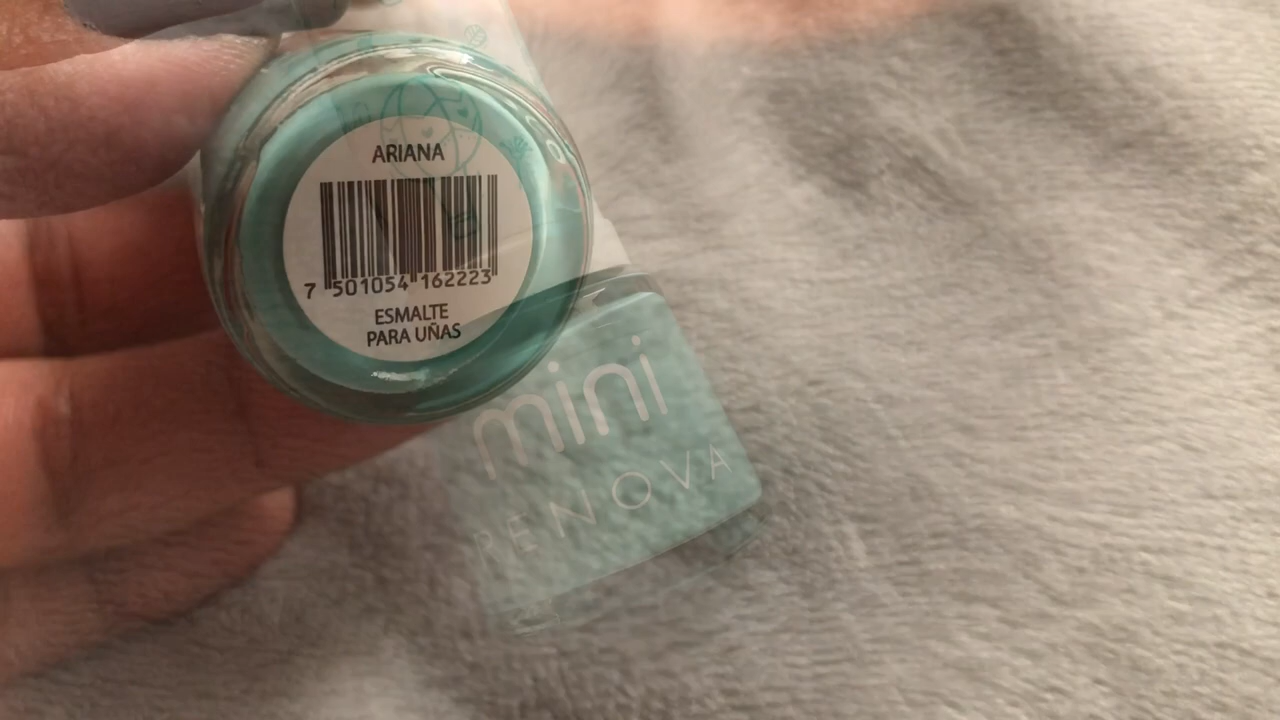 ARIANA
7 501054 162223
ESMALTE
PARA UÑAS
mini
RENOVA